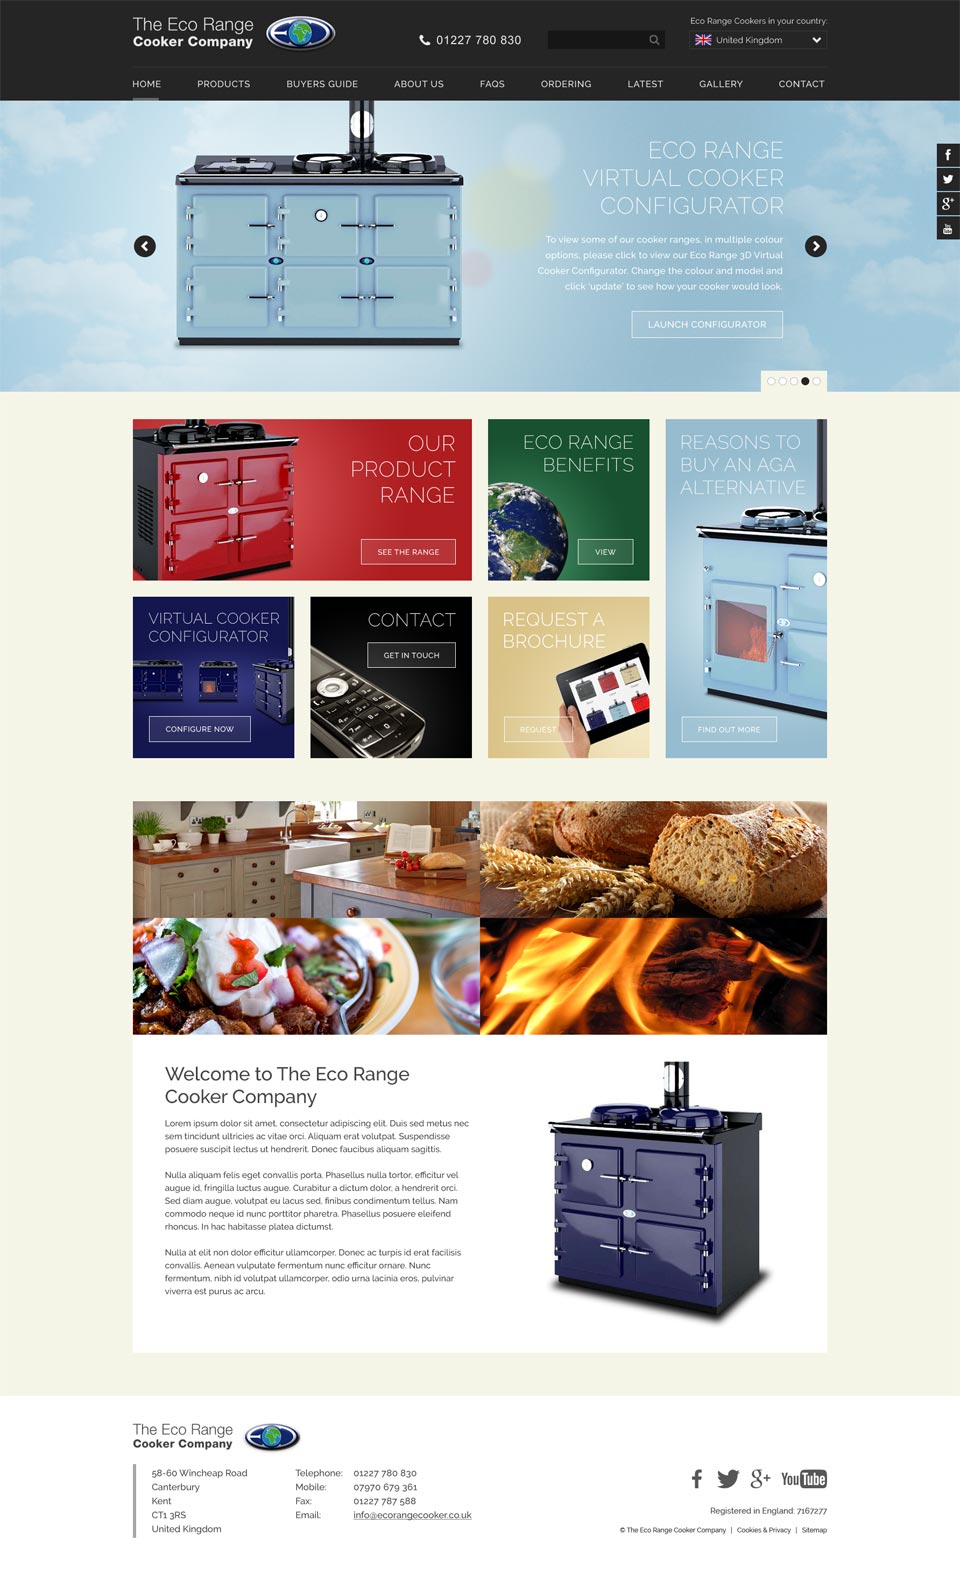 The Eco Range
Cooker Company
01227 780 830
Eco Range Cookers in your country:
United Kingdom
HOME
PRODUCTS
BUYERS GUIDE
ABOUT US
FAQS
ORDERING
LATEST
GALLERY
CONTACT
ECO RANGE
VIRTUAL COOKER
CONFIGURATOR
To view some of our cooker ranges, in multiple colour
options, please click to view our Eco Range 3D Virtual
Cooker Configurator. Change the colour and model and
click 'update' to see how your cooker would look.
LAUNCH CONFIGURATOR
OUR
PRODUCT
RANGE
SEE THE RANGE
ECO RANGE
BENEFITS
VIEW
REASONS TO
BUY AN AGA
ALTERNATIVE
FIND OUT MORE
VIRTUAL COOKER
CONFIGURATOR
CONFIGURE NOW
CONTACT
GET IN TOUCH
REQUEST A
BROCHURE
REQUEST
Welcome to The Eco Range
Cooker Company
Lorem ipsum dolor sit amet, consectetur adipiscing elit. Duis sed metus nec
sem tincidunt ultricies ac vitae orci. Aliquam erat volutpat. Suspendisse
posuere suscipit lectus ut hendrerit. Donec faucibus aliquam sagittis.
Nulla aliquam felis eget convallis porta. Phasellus nulla tortor, efficitur vel
augue id, fringilla luctus augue. Curabitur a dictum dolor, a hendrerit orci.
Sed diam augue, volutpat eu lacus sed, finibus condimentum tellus. Nam
commodo neque id nunc porttitor pharetra. Phasellus posuere eleifend
rhoncus. In hac habitasse platea dictumst.
Nulla at elit non dolor efficitur ullamcorper. Donec ac turpis id erat facilisis
convallis. Aenean vulputate fermentum nunc efficitur ornare. Nunc
fermentum, nibh id volutpat ullamcorper, odio urna lacinia eros, pulvinar
viverra est purus ac arcu.
The Eco Range
Cooker Company
58-60 Wincheap Road
Canterbury
Kent
CT1 3RS
United Kingdom
Telephone: 01227 780 830
Mobile: 07970 679 361
Fax: 01227 787 588
Email: info@ecorangecooker.co.uk
YouTube
Registered in England: 7167277
© The Eco Range Cooker Company | Cookies & Privacy | Sitemap